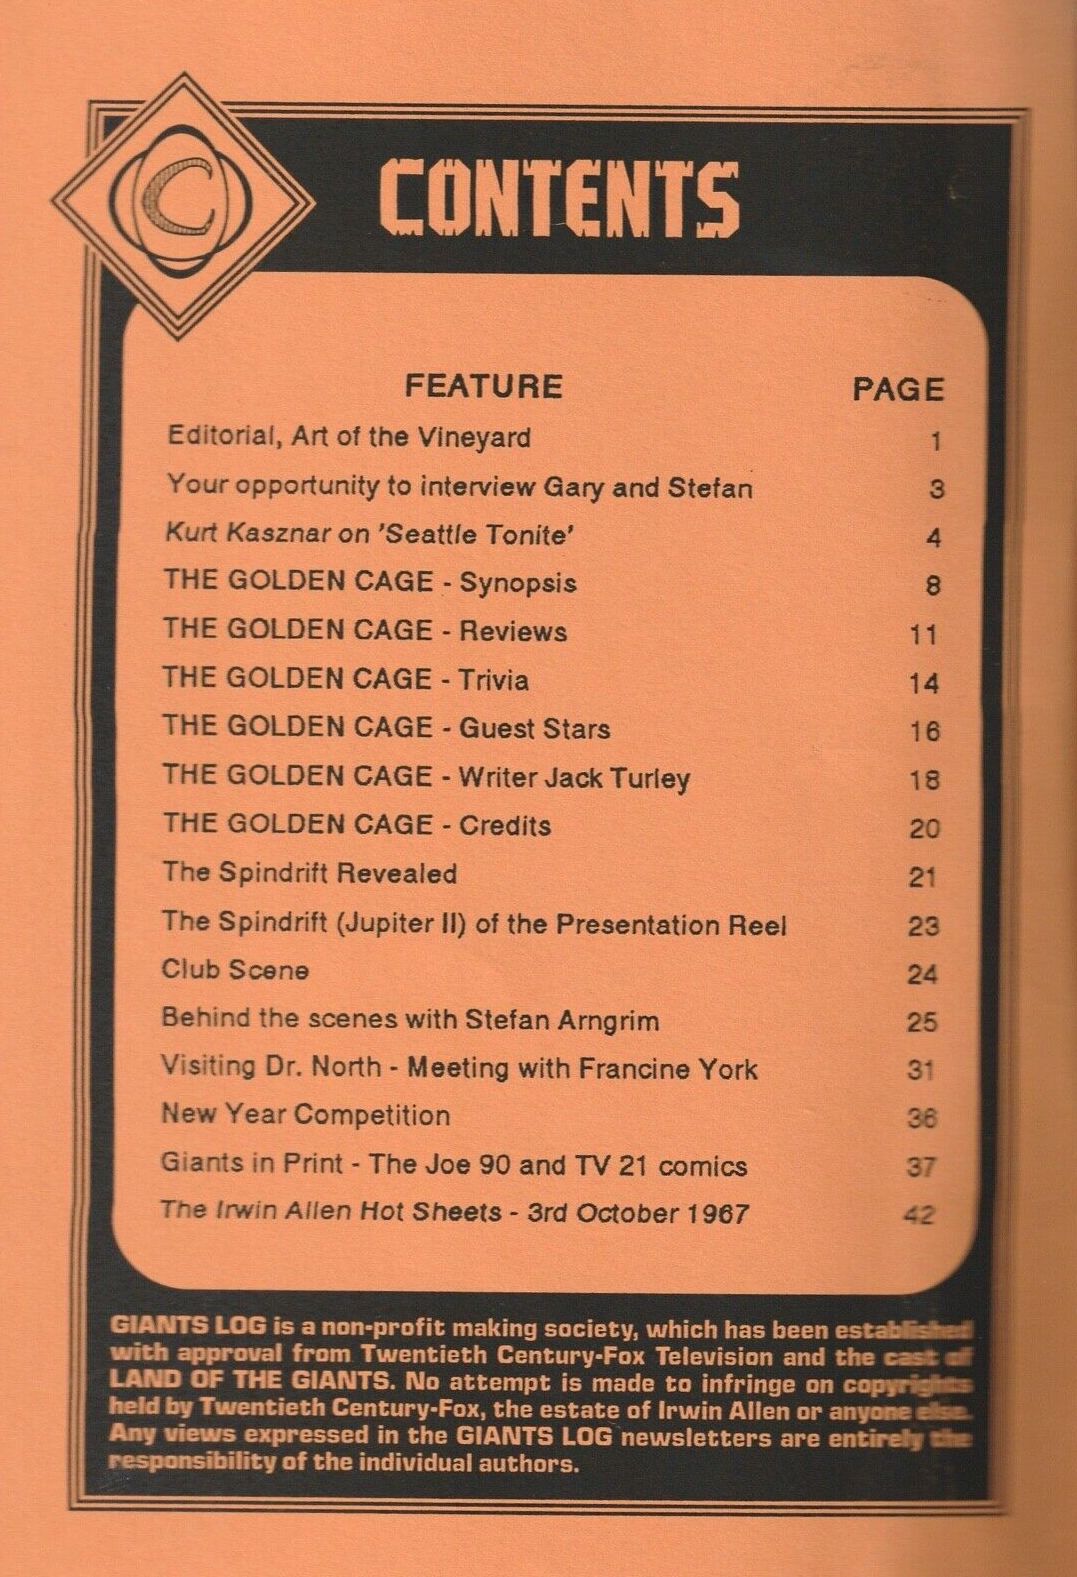 C
CONTENTS
FEATURE PAGE
Editorial, Art of the Vineyard 1
Your opportunity to interview Gary and Stefan 3
Kurt Kasznar on 'Seattle Tonite' 4
THE GOLDEN CAGE - Synopsis 8
THE GOLDEN CAGE - Reviews 11
THE GOLDEN CAGE - Trivia 14
THE GOLDEN CAGE - Guest Stars 16
THE GOLDEN CAGE - Writer Jack Turley 18
THE GOLDEN CAGE - Credits 20
The Spindrift Revealed 21
The Spindrift (Jupiter II) of the Presentation Reel 23
Club Scene 24
Behind the scenes with Stefan Arngrim 25
Visiting Dr. North - Meeting with Francine York 31
New Year Competition 36
Giants in Print - The Joe 90 and TV 21 comics 37
The Irwin Allen Hot Sheets - 3rd October 1967 42
GIANTS LOG is a non-profit making society, which has been established
with approval from Twentieth Century-Fox Television and the cast of
LAND OF THE GIANTS. No attempt is made to infringe on copyrights
held by Twentieth Century-Fox, the estate of Irwin Allen or anyone else.
Any views expressed in the GIANTS LOG newsletters are entirely the
responsibility of the individual authors.